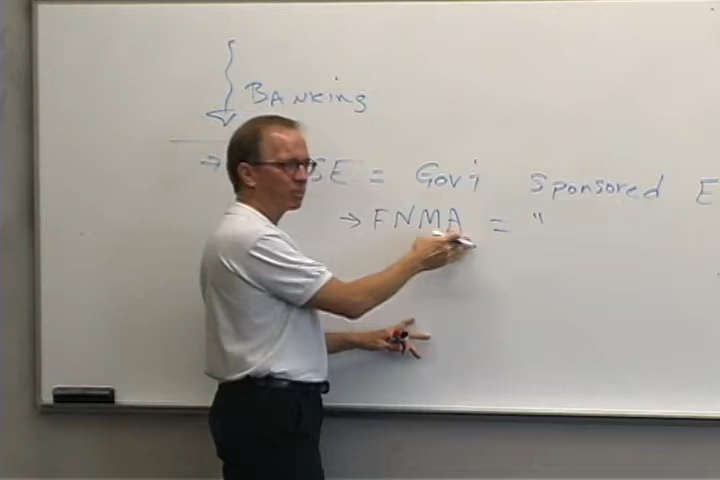 Banking
→ SE = Gov't Sponsored E
→ FNMA = "